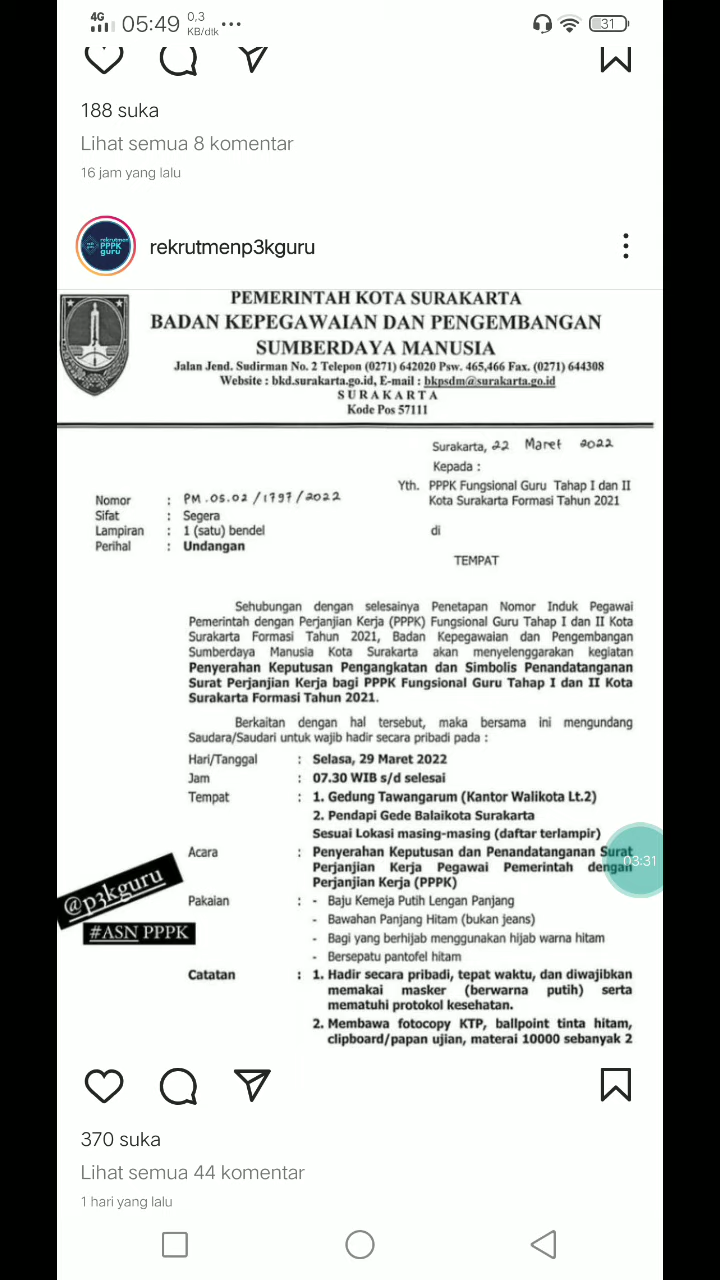 4G 05:49 0,3 KB/dtk ...
31
188 suka
Lihat semua 8 komentar
16 jam yang lalu
rekrutmen PPPK guru
rekrutmenp3kguru
PEMERINTAH KOTA SURAKARTA
BADAN KEPEGAWAIAN DAN PENGEMBANGAN
SUMBERDAYA MANUSIA
Jalan Jend. Sudirman No. 2 Telepon (0271) 642020 Psw. 465,466 Fax. (0271) 644308
Website : bkd.surakarta.go.id, E-mail : bkpsdm@surakarta.go.id
SURAKARTA
Kode Pos 57111
Surakarta, 22 Maret 2022
Kepada :
Yth. PPPK Fungsional Guru Tahap I dan II
Kota Surakarta Formasi Tahun 2021
di
TEMPAT
Nomor : PM.05.02/1797/2022
Sifat : Segera
Lampiran : 1 (satu) bendel
Perihal : Undangan
Sehubungan dengan selesainya Penetapan Nomor Induk Pegawai
Pemerintah dengan Perjanjian Kerja (PPPK) Fungsional Guru Tahap I dan II Kota
Surakarta Formasi Tahun 2021, Badan Kepegawaian dan Pengembangan
Sumberdaya Manusia Kota Surakarta akan menyelenggarakan kegiatan
Penyerahan Keputusan Pengangkatan dan Simbolis Penandatanganan
Surat Perjanjian Kerja bagi PPPK Fungsional Guru Tahap I dan II Kota
Surakarta Formasi Tahun 2021.
Berkaitan dengan hal tersebut, maka bersama ini mengundang
Saudara/Saudari untuk wajib hadir secara pribadi pada :
Hari/Tanggal : Selasa, 29 Maret 2022
Jam : 07.30 WIB s/d selesai
Tempat : 1. Gedung Tawangarum (Kantor Walikota Lt.2)
2. Pendapi Gede Balaikota Surakarta
Sesuai Lokasi masing-masing (daftar terlampir)
Acara : Penyerahan Keputusan dan Penandatanganan Surat
Perjanjian Kerja Pegawai Pemerintah dengan
Perjanjian Kerja (PPPK)
03:31
@p3kguru
#ASN PPPK
Pakaian : - Baju Kemeja Putih Lengan Panjang
- Bawahan Panjang Hitam (bukan jeans)
- Bagi yang berhijab menggunakan hijab warna hitam
- Bersepatu pantofel hitam
Catatan : 1. Hadir secara pribadi, tepat waktu, dan diwajibkan
memakai masker (berwarna putih) serta
mematuhi protokol kesehatan.
2. Membawa fotocopy KTP, ballpoint tinta hitam,
clipboard/papan ujian, materai 10000 sebanyak 2
370 suka
Lihat semua 44 komentar
1 hari yang lalu